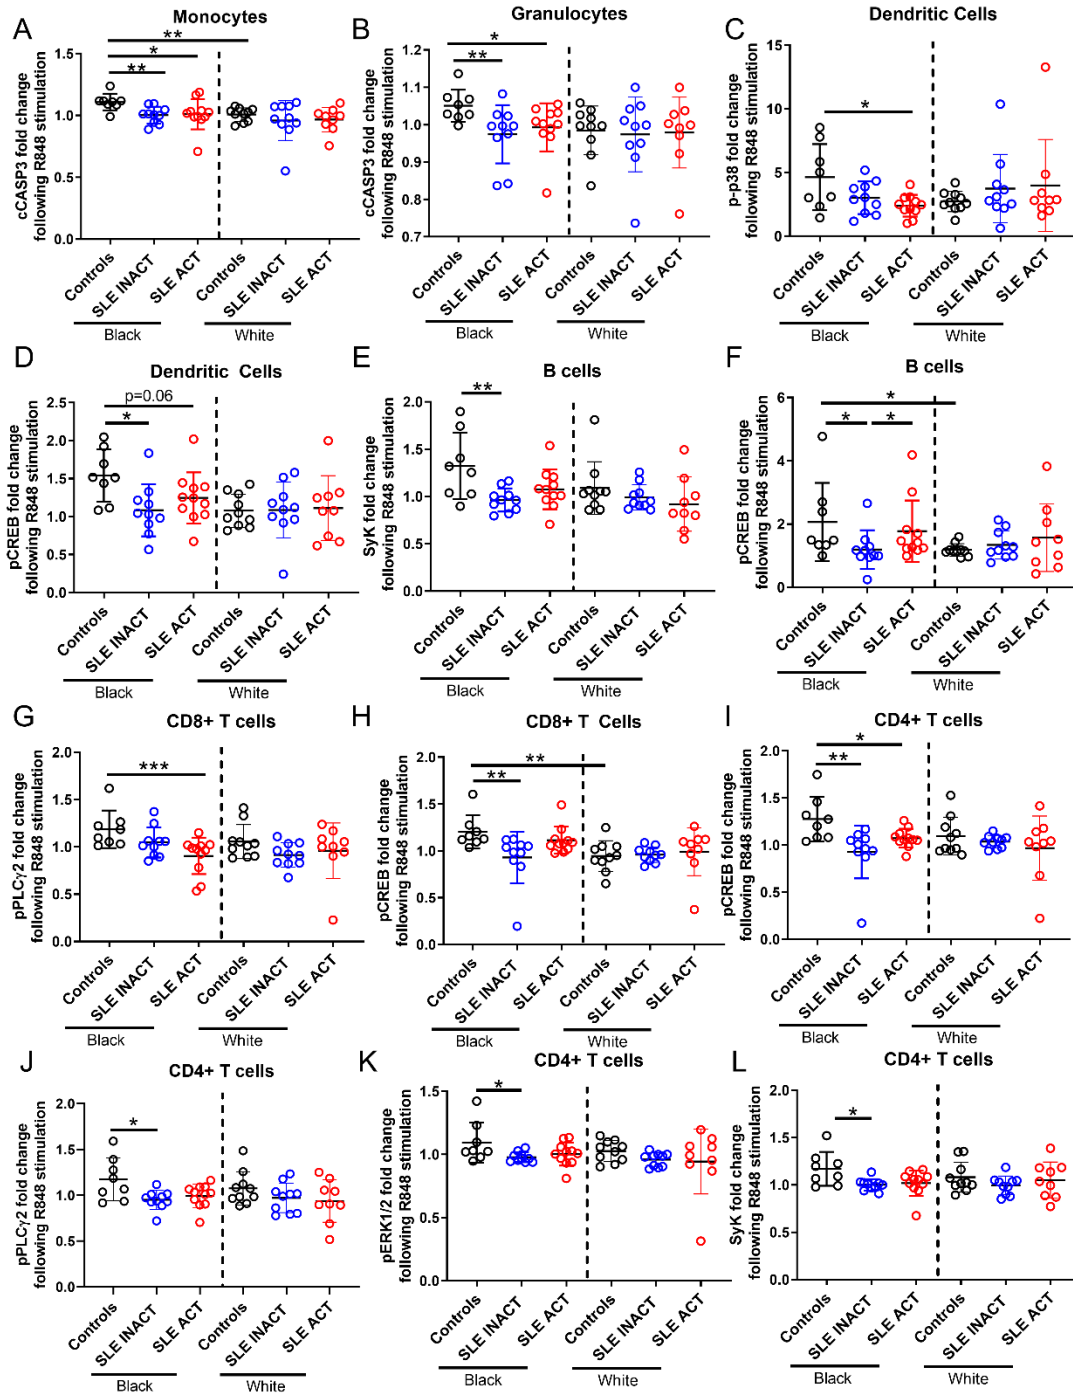 A
Monocytes
cCASP3 fold change
following R848 stimulation
1.5
1.0
0.5
0.0
**
*
**
Controls
SLE INACT
SLE ACT
Controls
SLE INACT
SLE ACT
Black
White
B
Granulocytes
cCASP3 fold change
following R848 stimulation
1.2
1.1
1.0
0.9
0.8
0.7
*
**
Controls
SLE INACT
SLE ACT
Controls
SLE INACT
SLE ACT
Black
White
C
Dendritic Cells
p-p38 fold change
following R848 stimulation
15
10
5
0
*
Controls
SLE INACT
SLE ACT
Controls
SLE INACT
SLE ACT
Black
White
D
Dendritic Cells
pCREB fold change
following R848 stimulation
2.5
2.0
1.5
1.0
0.5
0.0
p=0.06
*
Controls
SLE INACT
SLE ACT
Controls
SLE INACT
SLE ACT
Black
White
E
B cells
SyK fold change
following R848 stimulation
2.0
1.5
1.0
0.5
0.0
**
Controls
SLE INACT
SLE ACT
Controls
SLE INACT
SLE ACT
Black
White
F
B cells
pCREB fold change
following R848 stimulation
6
4
2
0
*
*
*
Controls
SLE INACT
SLE ACT
Controls
SLE INACT
SLE ACT
Black
White
G
CD8+ T cells
pPLCγ2 fold change
following R848 stimulation
2.0
1.5
1.0
0.5
0.0
***
Controls
SLE INACT
SLE ACT
Controls
SLE INACT
SLE ACT
Black
White
H
CD8+ T Cells
pCREB fold change
following R848 stimulation
2.0
1.5
1.0
0.5
0.0
**
**
Controls
SLE INACT
SLE ACT
Controls
SLE INACT
SLE ACT
Black
White
I
CD4+ T cells
pCREB fold change
following R848 stimulation
2.0
1.5
1.0
0.5
0.0
*
**
Controls
SLE INACT
SLE ACT
Controls
SLE INACT
SLE ACT
Black
White
J
CD4+ T cells
pPLCγ2 fold change
following R848 stimulation
2.0
1.5
1.0
0.5
0.0
*
Controls
SLE INACT
SLE ACT
Controls
SLE INACT
SLE ACT
Black
White
K
CD4+ T cells
pERK1/2 fold change
following R848 stimulation
1.5
1.0
0.5
0.0
*
Controls
SLE INACT
SLE ACT
Controls
SLE INACT
SLE ACT
Black
White
L
CD4+ T cells
SyK fold change
following R848 stimulation
2.0
1.5
1.0
0.5
0.0
*
Controls
SLE INACT
SLE ACT
Controls
SLE INACT
SLE ACT
Black
White